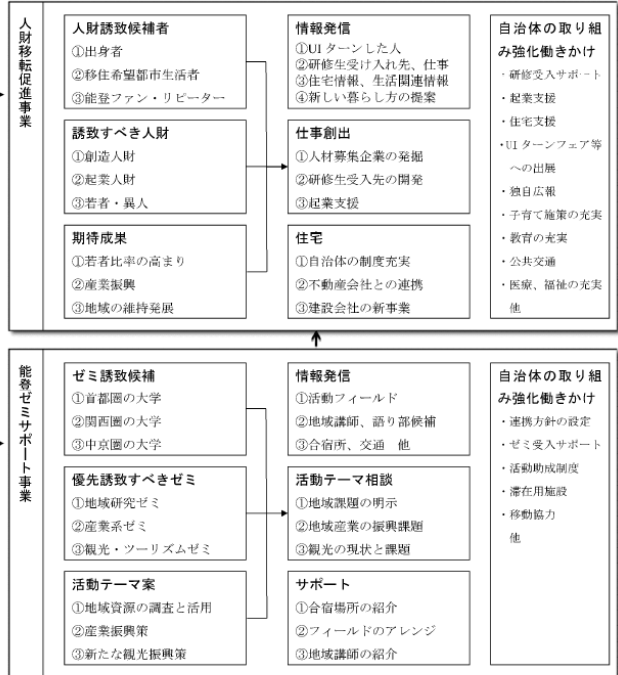 人財移転促進事業
人財誘致候補者
①出身者
②移住希望都市生活者
③能登ファン・リピーター
誘致すべき人財
①創造人財
②起業人財
③若者・異人
期待成果
①若者比率の高まり
②産業振興
③地域の維持発展
情報発信
①UIターンした人
②研修生受け入れ先、仕事
③住宅情報、生活関連情報
④新しい暮らし方の提案
仕事創出
①人材募集企業の発掘
②研修生受入先の開発
③起業支援
住宅
①自治体の制度充実
②不動産会社との連携
③建設会社の新事業
自治体の取り組
み強化働きかけ
・研修受入サポート
・起業支援
・住宅支援
・UIターンフェア等
への出展
・独自広報
・子育て施策の充実
・教育の充実
・公共交通
・医療、福祉の充実
他
能登ゼミサポート事業
ゼミ誘致候補
①首都圏の大学
②関西圏の大学
③中京圏の大学
優先誘致すべきゼミ
①地域研究ゼミ
②産業系ゼミ
③観光・ツーリズムゼミ
活動テーマ案
①地域資源の調査と活用
②産業振興策
③新たな観光振興策
情報発信
①活動フィールド
②地域講師、語り部候補
③合宿所、交通　他
活動テーマ相談
①地域課題の明示
②地域産業の振興課題
③観光の現状と課題
サポート
①合宿場所の紹介
②フィールドのアレンジ
③地域講師の紹介
自治体の取り組
み強化働きかけ
・連携方針の設定
・ゼミ受入サポート
・活動助成制度
・滞在用施設
・移動協力
他